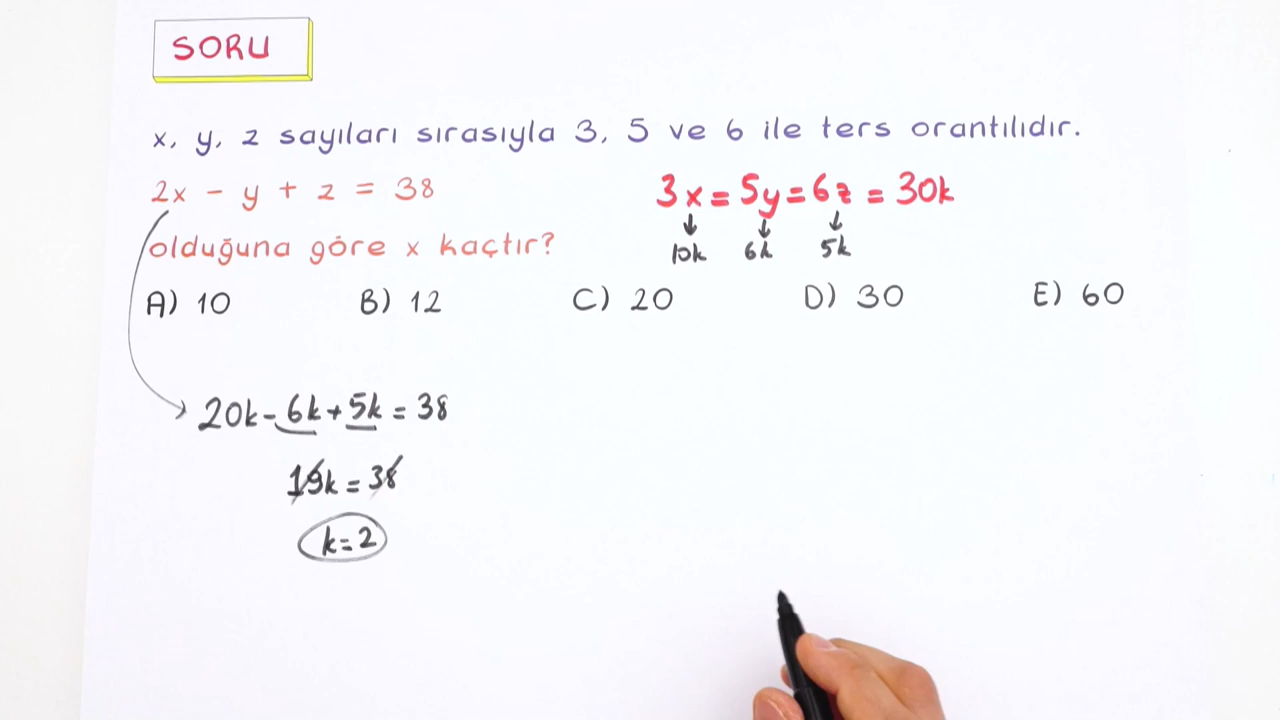 SORU
x, y, z sayıları sırasıyla 3, 5 ve 6 ile ters orantılıdır.
2x - y + z = 38
3x = 5y = 6z = 30k
10k 6k 5k
olduğuna göre x kaçtır?
A) 10 B) 12 C) 20 D) 30 E) 60
20k - 6k + 5k = 38
19k = 38
k = 2